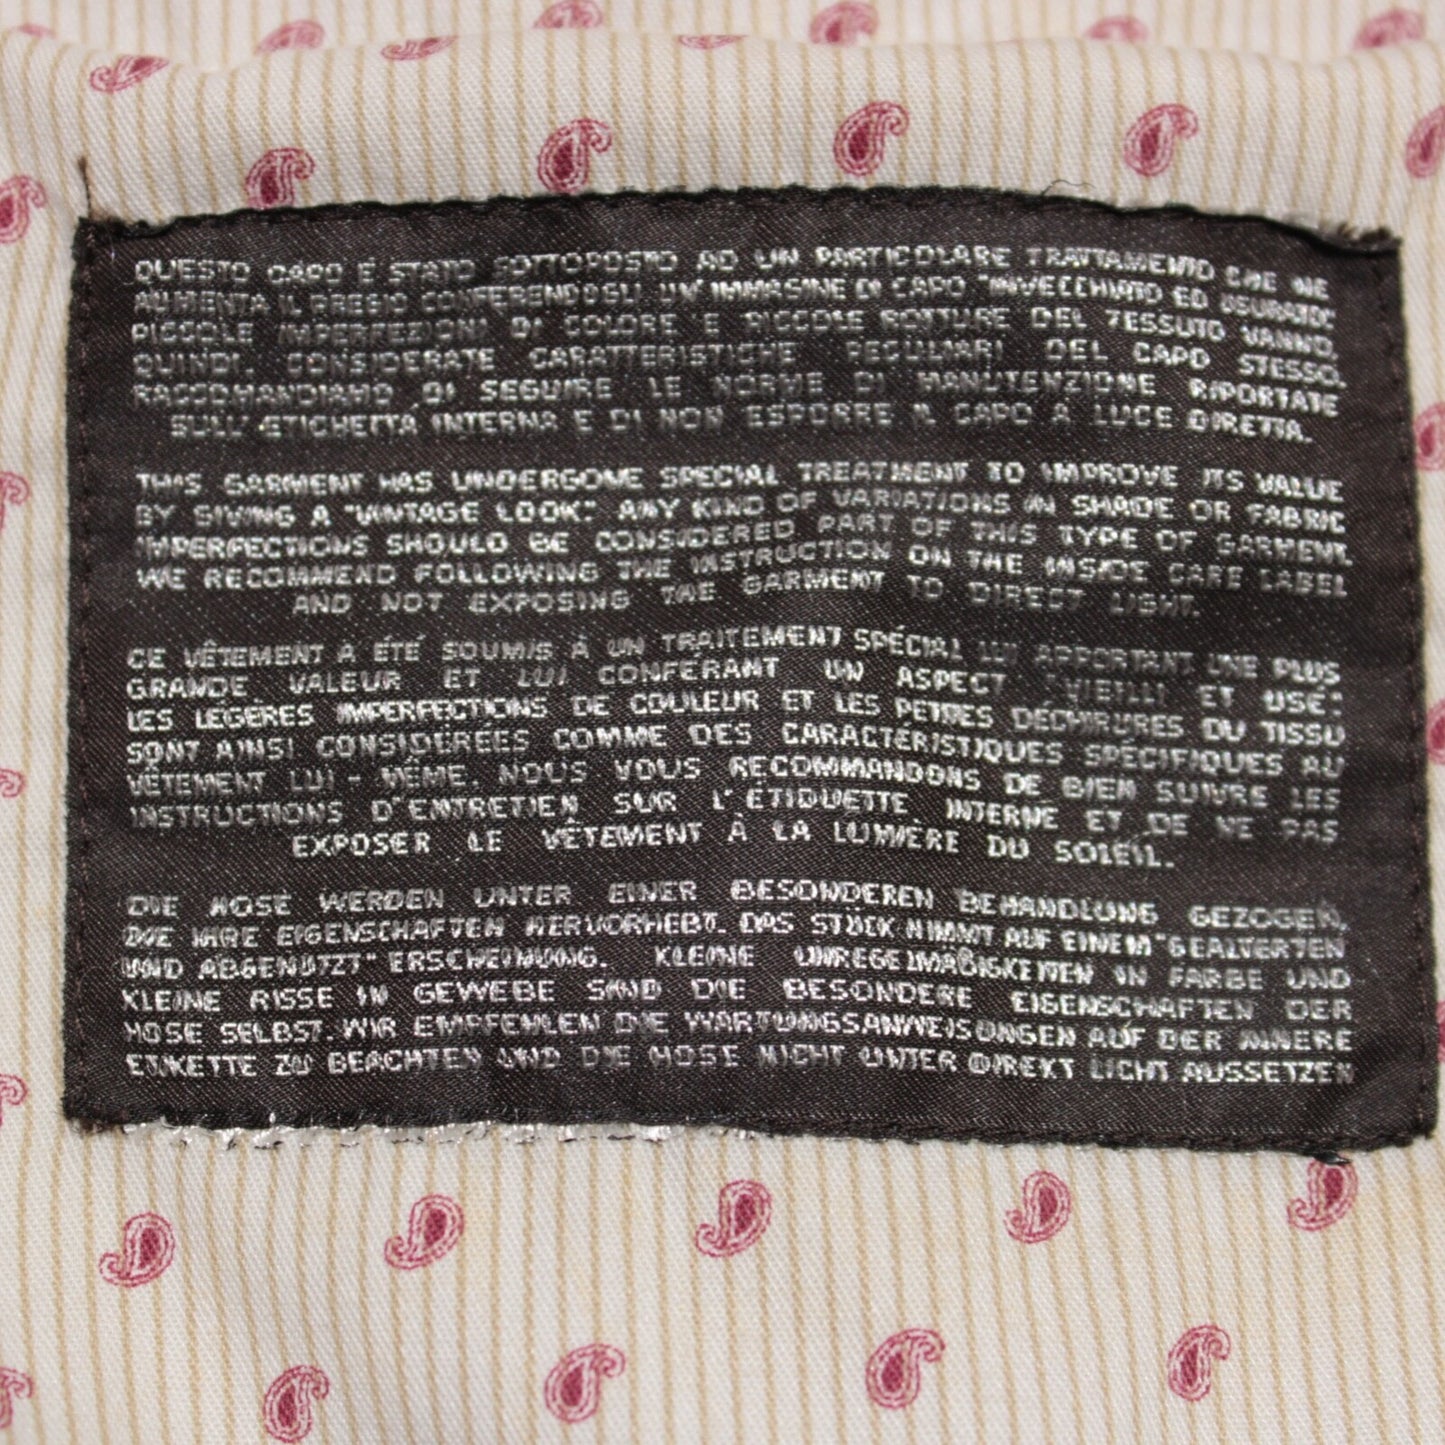 QUESTO CAPO E STATO SOTTOPOSTO AD UN PARTICOLARE TRATTAMENTO CHE NE
AUMENTA IL PREGIO CONFERENDOGLI UN'IMMAGINE DI CAPO, INVECCHIATO ED USURATO.
PICCOLE IMPERFEZIONI DI COLORE E PICCOLE ROTTURE DEL TESSUTO VANNO,
QUINDI, CONSIDERATE CARATTERISTICHE PECULIARI DEL CAPO STESSO.
RACCOMANDIAMO DI SEGUIRE LE NORME DI MANUTENZIONE RIPORTATE
SULL'ETICHETTA INTERNA E DI NON ESPORRE IL CAPO A LUCE DIRETTA.
THIS GARMENT HAS UNDERGONE SPECIAL TREATMENT TO IMPROVE ITS VALUE
BY GIVING A "VINTAGE LOOK". ANY KIND OF VARIATIONS IN SHADE OR FABRIC
IMPERFECTIONS SHOULD BE CONSIDERED PART OF THIS TYPE OF GARMENT.
WE RECOMMEND FOLLOWING THE INSTRUCTION ON THE INSIDE CARE LABEL
AND NOT EXPOSING THE GARMENT TO DIRECT LIGHT.
CE VÊTEMENT A ÉTÉ SOUMIS À UN TRAITEMENT SPÉCIAL LUI APPORTANT UNE PLUS
GRANDE VALEUR ET LUI CONFÉRANT UN ASPECT "VIEILLI ET USÉ".
LES LÉGÈRES IMPERFECTIONS DE COULEUR ET LES PETITES DÉCHIRURES DU TISSU
SONT AINSI CONSIDÉRÉES COMME DES CARACTÉRISTIQUES SPÉCIFIQUES AU
VÊTEMENT LUI-MÊME. NOUS VOUS RECOMMANDONS DE BIEN SUIVRE LES
INSTRUCTIONS D'ENTRETIEN SUR L'ÉTIQUETTE INTERNE ET DE NE PAS
EXPOSER LE VÊTEMENT À LA LUMIÈRE DU SOLEIL.
DIE HOSE WERDEN UNTER EINER BESONDEREN BEHANDLUNG GEZOGEN,
DIE IHRE EIGENSCHAFTEN HERVORHEBT. DAS STÜCK NIMMT AUF EINEM "GEALTERTEN
UND ABGENÜTZT" ERSCHEINUNG. KLEINE UNREGELMÄßIGKEITEN IN FARBE UND
KLEINE RISSE IN GEWEBE SIND DIE BESONDERE EIGENSCHAFTEN DER
HOSE SELBST. WIR EMPFEHLEN DIE WARTUNGSANWEISUNGEN AUF DER INNERE
ETIKETTE ZU BEACHTEN UND DIE HOSE NICHT UNTER DIREKT LICHT AUSSETZEN